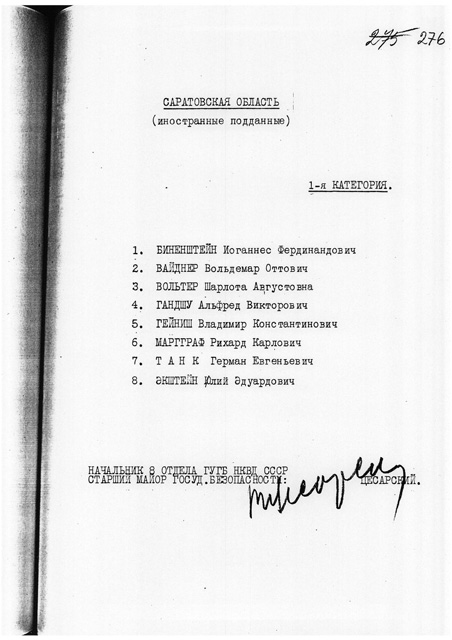 275 276
САРАТОВСКАЯ ОБЛАСТЬ
(иностранные подданные)
1-я КАТЕГОРИЯ.
1. БИНЕНШТЕЙН Иоганнес Фердинандович
2. ВАЙДНЕР Вольдемар Оттович
3. ВОЛЬТЕР Шарлота Августовна
4. ГАНДШУ Альфред Викторович
5. ГЕЙНИШ Владимир Константинович
6. МАРГГРАФ Рихард Карлович
7. Т А Н К Герман Евгеньевич
8. ЭКШТЕЙН Юлий Эдуардович
НАЧАЛЬНИК 8 ОТДЕЛА ГУГБ НКВД СССР
СТАРШИЙ МАЙОР ГОСУД.БЕЗОПАСНОСТИ: ЦЕСАРСКИЙ.